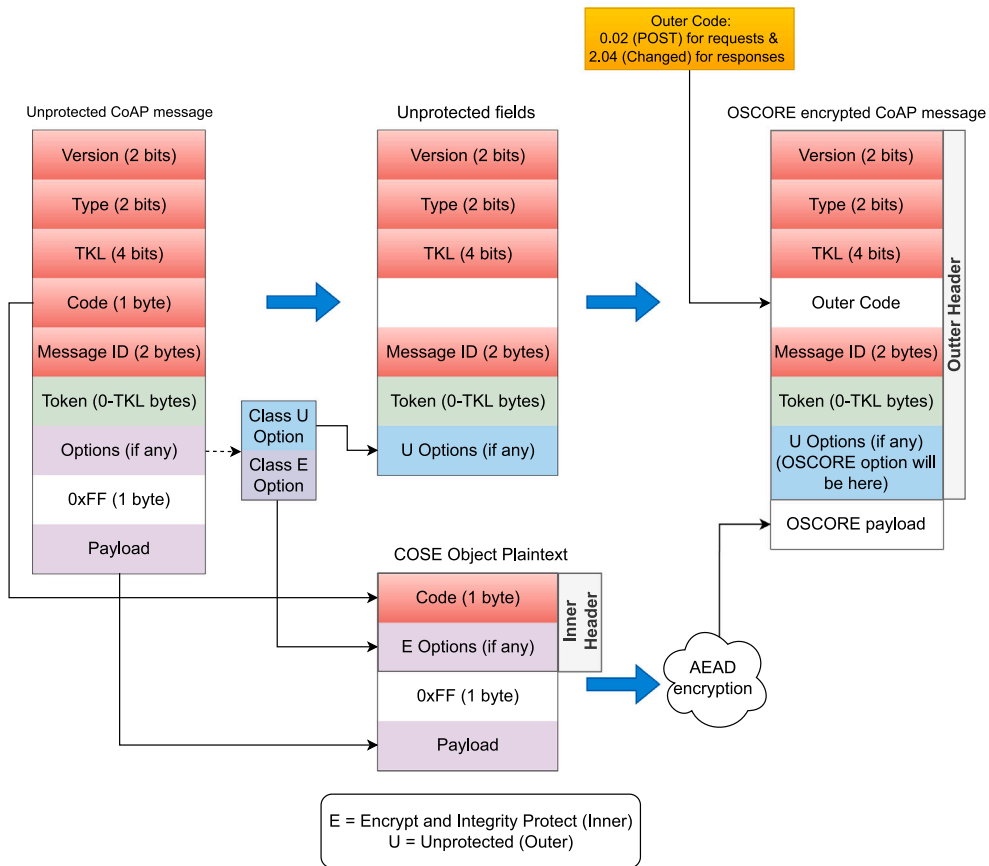 Outer Code:
0.02 (POST) for requests &
2.04 (Changed) for responses
Unprotected CoAP message
Version (2 bits)
Type (2 bits)
TKL (4 bits)
Code (1 byte)
Message ID (2 bytes)
Token (0-TKL bytes)
Options (if any)
0xFF (1 byte)
Payload
Class U
Option
Class E
Option
Unprotected fields
Version (2 bits)
Type (2 bits)
TKL (4 bits)
Message ID (2 bytes)
Token (0-TKL bytes)
U Options (if any)
COSE Object Plaintext
Code (1 byte)
E Options (if any)
0xFF (1 byte)
Payload
Inner
Header
AEAD
encryption
OSCORE encrypted CoAP message
Version (2 bits)
Type (2 bits)
TKL (4 bits)
Outer Code
Message ID (2 bytes)
Token (0-TKL bytes)
U Options (if any)
(OSCORE option will
be here)
OSCORE payload
Outter Header
E = Encrypt and Integrity Protect (Inner)
U = Unprotected (Outer)